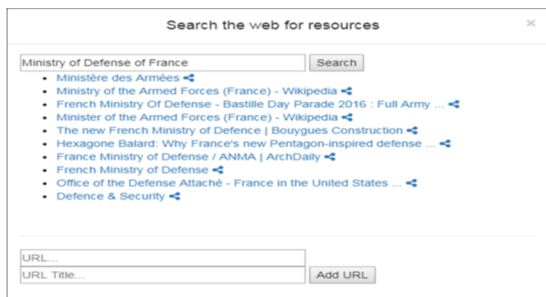 Search the web for resources ×
Ministry of Defense of France Search
Ministère des Armées
Ministry of the Armed Forces (France) - Wikipedia
French Ministry Of Defense - Bastille Day Parade 2016 : Full Army ...
Minister of the Armed Forces (France) - Wikipedia
The new French Ministry of Defence | Bouygues Construction
Hexagone Balard: Why France's new Pentagon-inspired defense ...
France Ministry of Defense / ANMA | ArchDaily
French Ministry of Defense
Office of the Defense Attaché - France in the United States ...
Defence & Security
URL...
URL Title... Add URL